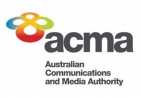 acma
Australian
Communications
and Media Authority